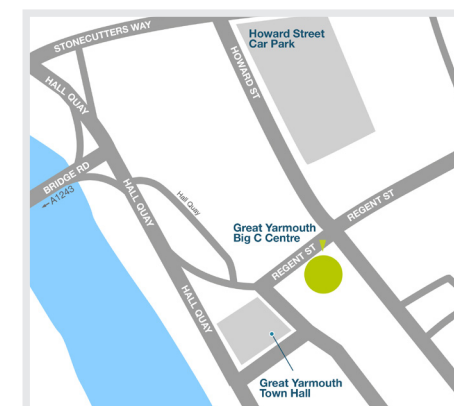 STONECUTTERS WAY
Howard Street
Car Park
HOWARD ST
HALL QUAY
BRIDGE RD
←A1243
HALL QUAY
Hall Quay
REGENT ST
Great Yarmouth
Big C Centre
REGENT ST
HALL QUAY
Great Yarmouth
Town Hall